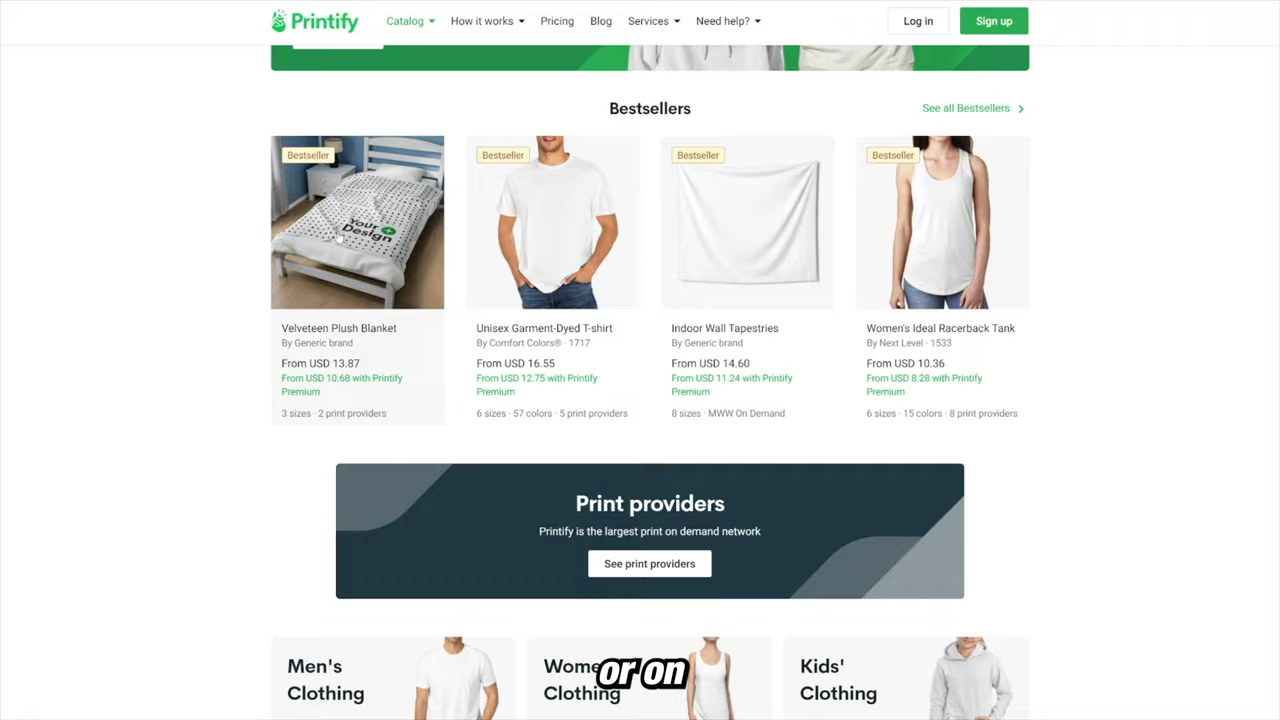 Printify
Catalog
How it works
Pricing
Blog
Services
Need help?
Log in
Sign up
Bestsellers
See all Bestsellers
Bestseller
Your
Design
Velveteen Plush Blanket
By Generic brand
From USD 13.87
From USD 10.68 with Printify
Premium
3 sizes · 2 print providers
Bestseller
Unisex Garment-Dyed T-shirt
By Comfort Colors® · 1717
From USD 16.55
From USD 12.75 with Printify
Premium
6 sizes · 57 colors · 5 print providers
Bestseller
Indoor Wall Tapestries
By Generic brand
From USD 14.60
From USD 11.24 with Printify
Premium
8 sizes · MWW On Demand
Bestseller
Women's Ideal Racerback Tank
By Next Level · 1533
From USD 10.36
From USD 8.28 with Printify
Premium
6 sizes · 15 colors · 8 print providers
Print providers
Printify is the largest print on demand network
See print providers
Men's
Clothing
Clothing
Kids'
Clothing
or on